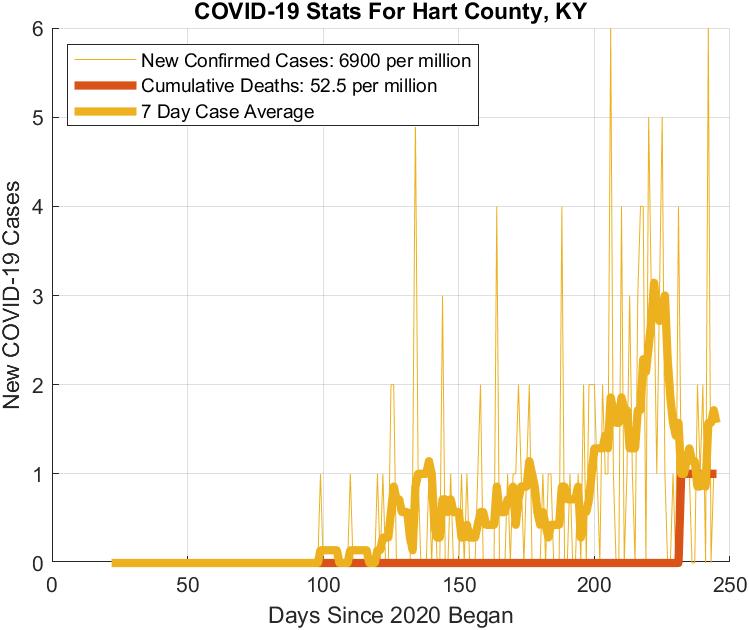 COVID-19 Stats For Hart County, KY
6
New Confirmed Cases: 6900 per million
Cumulative Deaths: 52.5 per million
7 Day Case Average
5
4
3
2
1
0
New COVID-19 Cases
0 50 100 150 200 250
Days Since 2020 Began